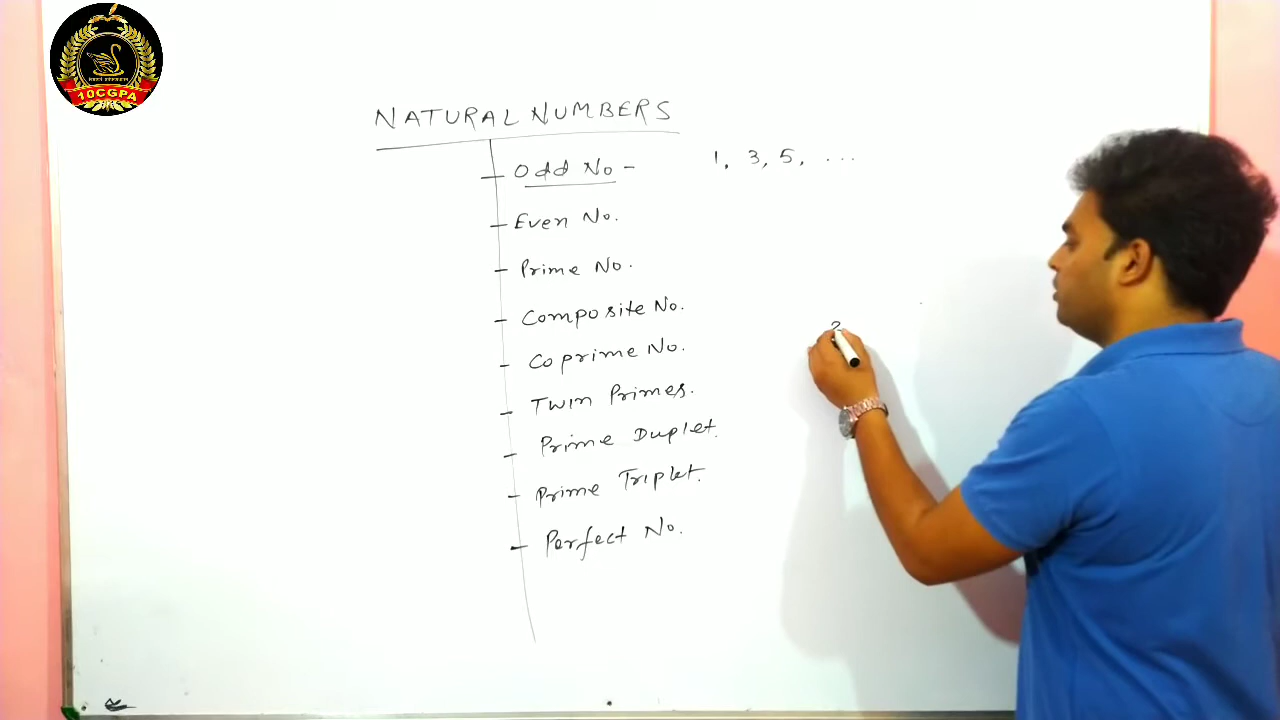 10CGPA
NATURAL NUMBERS
Odd No - 1, 3, 5, ...
Even No.
Prime No.
Composite No.
Coprime No.
Twin Primes.
Prime Duplet.
Prime Triplet.
Perfect No.